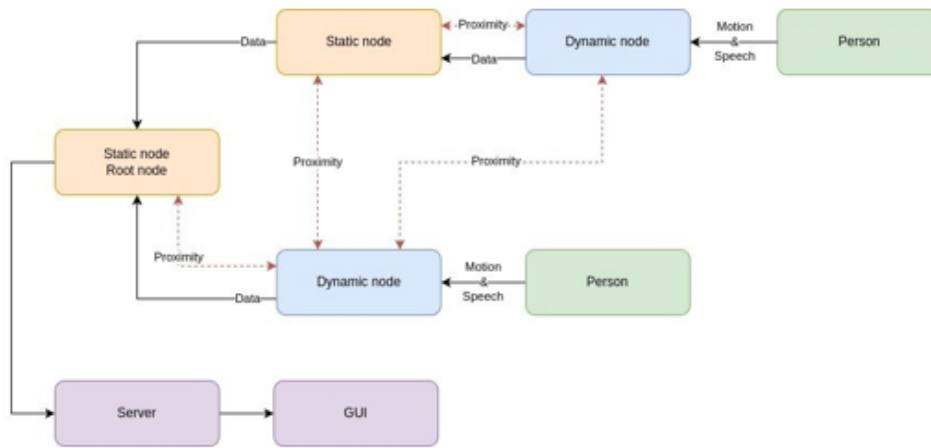 Data
Static node
Proximity
Data
Dynamic node
Motion
&
Speech
Person
Static node
Root node
Proximity
Proximity
Proximity
Data
Dynamic node
Motion
&
Speech
Person
Server
GUI